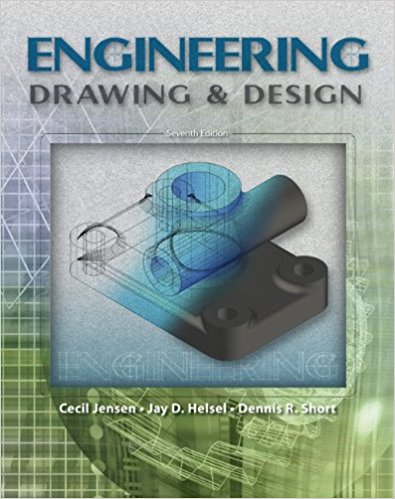 ENGINEERING
DRAWING & DESIGN
Seventh Edition
ENGINEERING
Cecil Jensen • Jay D. Helsel • Dennis R. Short